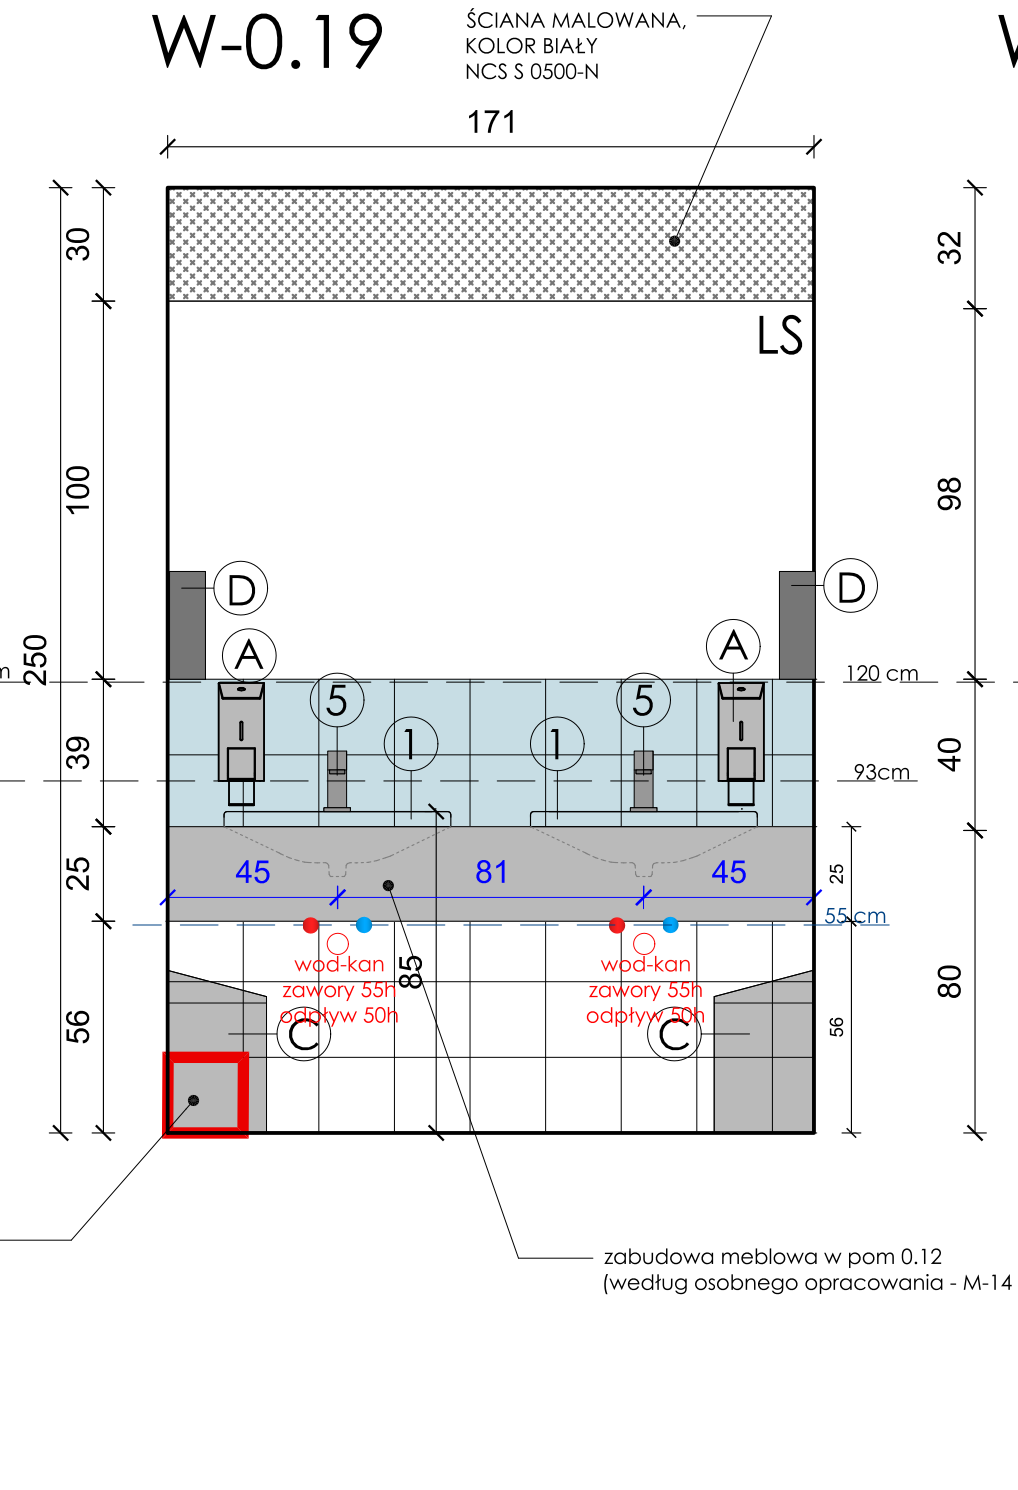 W-0.19
ŚCIANA MALOWANA,
KOLOR BIAŁY
NCS S 0500-N
171
30
32
LS
100
98
D
D
250
A
A
120 cm
5
5
1
1
39
40
93cm
25
45
81
45
25
55 cm
wod-kan
zawory 55h
odpływ 50h
85
wod-kan
zawory 55h
odpływ 50h
80
56
C
C
56
zabudowa meblowa w pom 0.12
(według osobnego opracowania - M-14